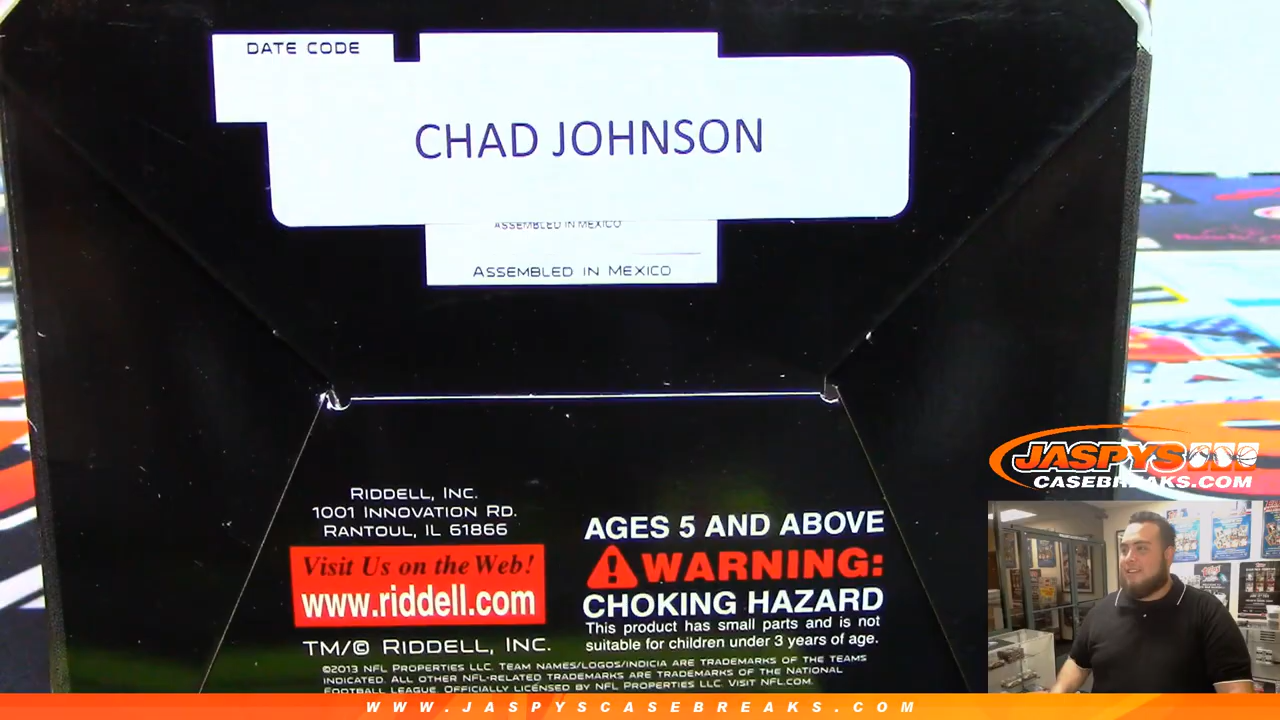 DATE CODE
CHAD JOHNSON
ASSEMBLED IN MEXICO
ASSEMBLED IN MEXICO
RIDDELL, INC.
1001 INNOVATION RD.
RANTOUL, IL 61866
Visit Us on the Web!
www.riddell.com
TM/© RIDDELL, INC.
AGES 5 AND ABOVE
WARNING:
CHOKING HAZARD
This product has small parts and is not
suitable for children under 3 years of age.
©2013 NFL PROPERTIES LLC. TEAM NAMES/LOGOS/INDICIA ARE TRADEMARKS OF THE TEAMS
INDICATED. ALL OTHER NFL-RELATED TRADEMARKS ARE TRADEMARKS OF THE NATIONAL
FOOTBALL LEAGUE. OFFICIALLY LICENSED BY NFL PROPERTIES LLC. VISIT NFL.COM.
JASPYS
CASEBREAKS.COM
WWW.JASPYSCASEBREAKS.COM